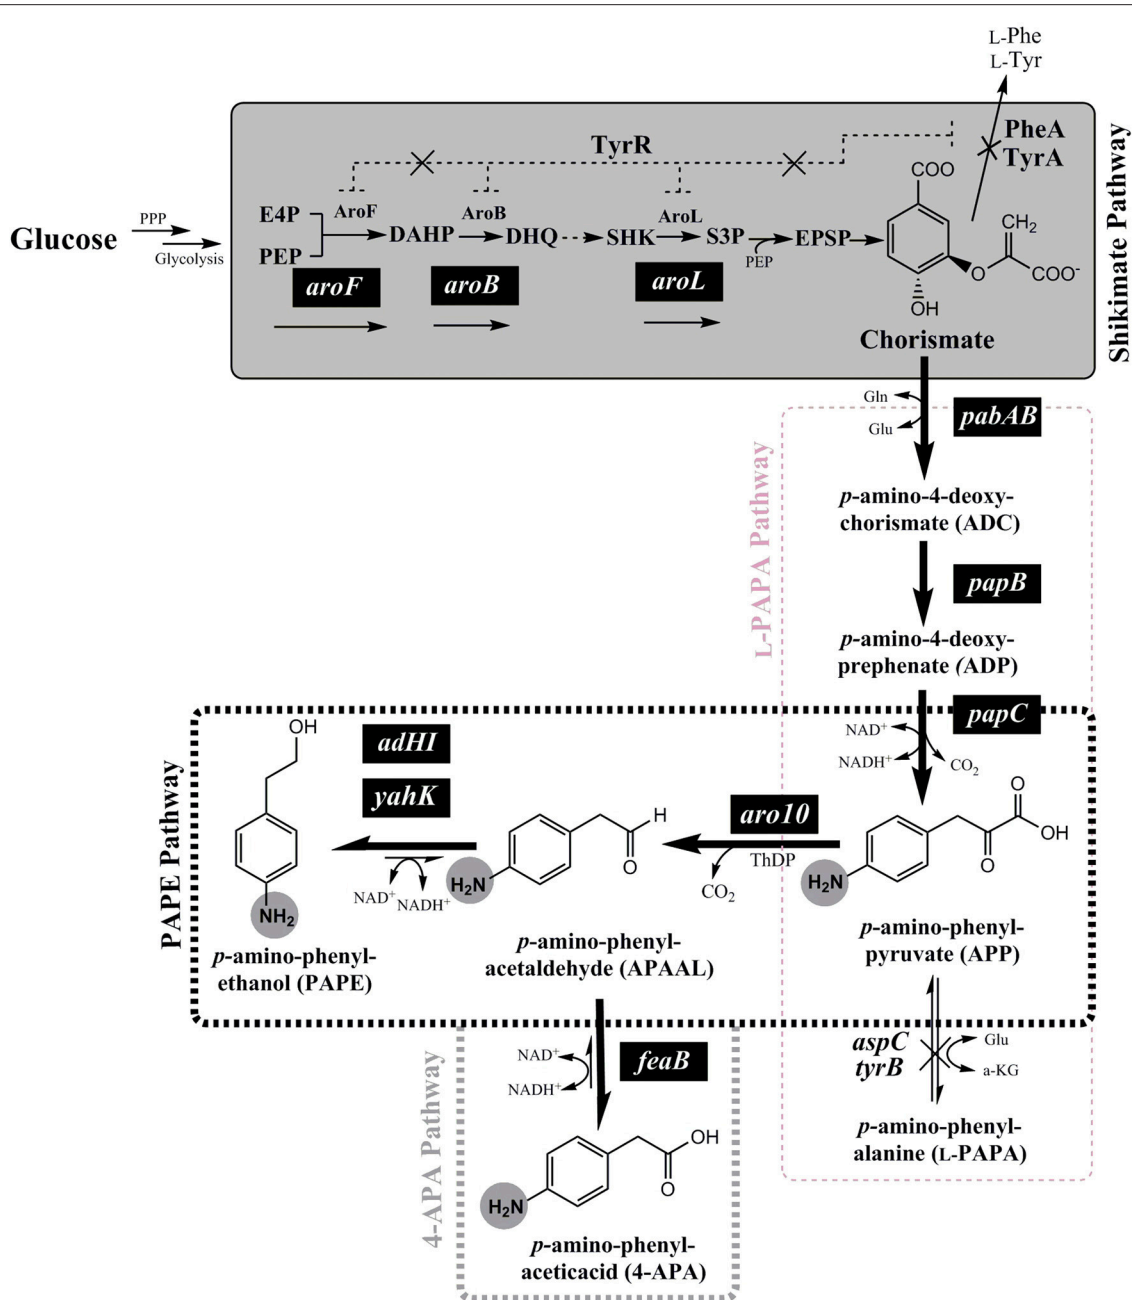 L-Phe
L-Tyr
Shikimate Pathway
PheA
TyrA
TyrR
COO
CH₂
O
COO⁻
OH
Chorismate
Glucose
PPP
Glycolysis
E4P
PEP
AroF
DAHP
AroB
DHQ
SHK
AroL
S3P
PEP
EPSP
aroF
aroB
aroL
Gln
Glu
pabAB
L-PAPA Pathway
p-amino-4-deoxy-
chorismate (ADC)
papB
p-amino-4-deoxy-
prephenate (ADP)
papC
NAD⁺
NADH⁺
CO₂
PAPE Pathway
OH
adHI
yahK
NH₂
NAD⁺
NADH⁺
p-amino-phenyl-
ethanol (PAPE)
H
O
H₂N
p-amino-phenyl-
acetaldehyde (APAAL)
aro10
ThDP
CO₂
O
OH
O
H₂N
p-amino-phenyl-
pyruvate (APP)
aspC
tyrB
Glu
a-KG
p-amino-phenyl-
alanine (L-PAPA)
4-APA Pathway
NAD⁺
NADH⁺
feaB
OH
O
H₂N
p-amino-phenyl-
aceticacid (4-APA)